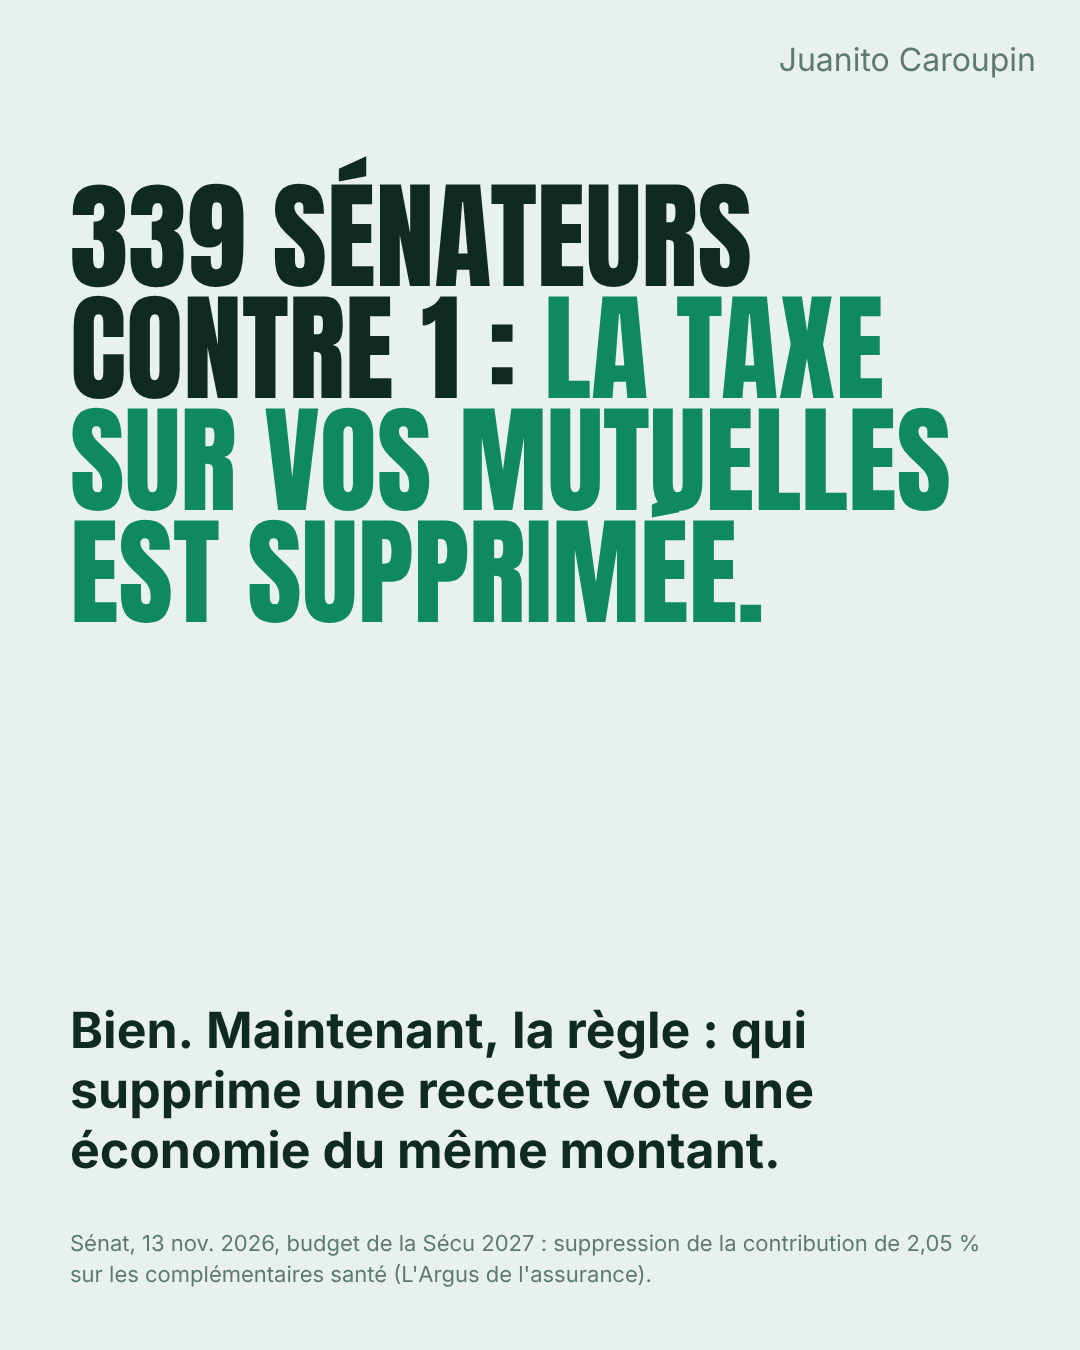 Juanito Caroupin
339 SÉNATEURS
CONTRE 1 : LA TAXE
SUR VOS MUTUELLES
EST SUPPRIMÉE.
Bien. Maintenant, la règle : qui
supprime une recette vote une
économie du même montant.
Sénat, 13 nov. 2026, budget de la Sécu 2027 : suppression de la contribution de 2,05 %
sur les complémentaires santé (L'Argus de l'assurance).